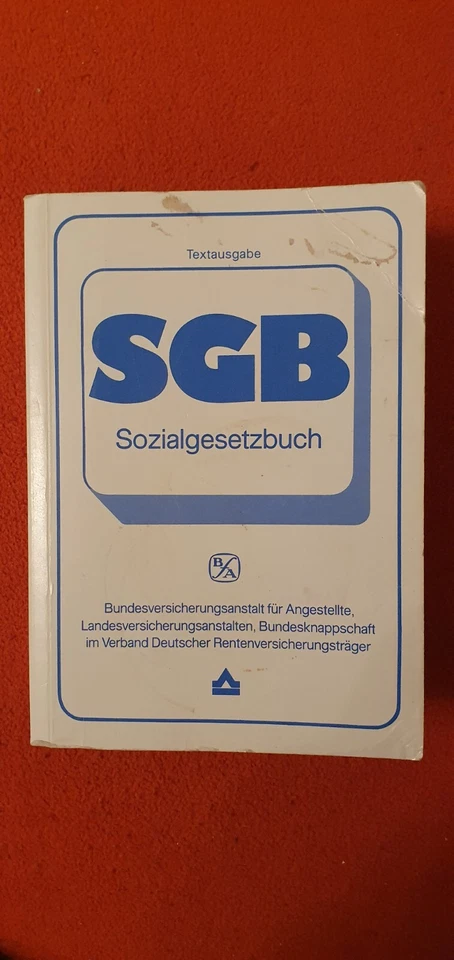 Textausgabe
SGB
Sozialgesetzbuch
BfA
Bundesversicherungsanstalt für Angestellte,
Landesversicherungsanstalten, Bundesknappschaft
im Verband Deutscher Rentenversicherungsträger